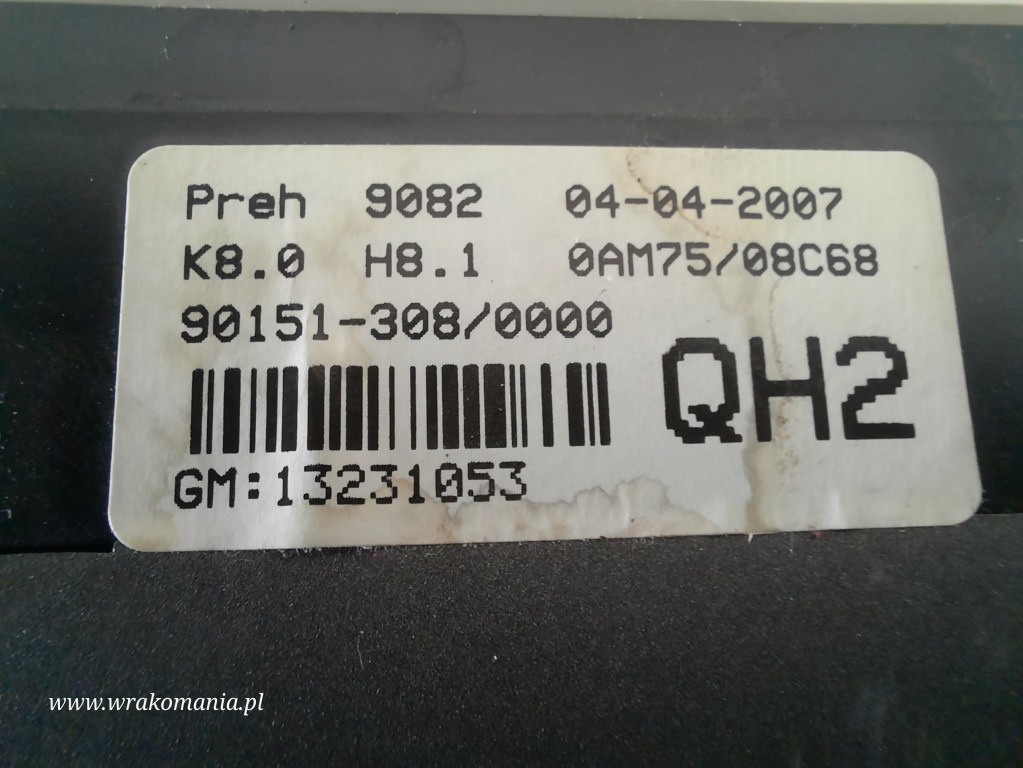 Preh 9082 04-04-2007
K8.0 H8.1 0AM75/08C68
90151-308/0000
QH2
GM:13231053
www.wrakomania.pl